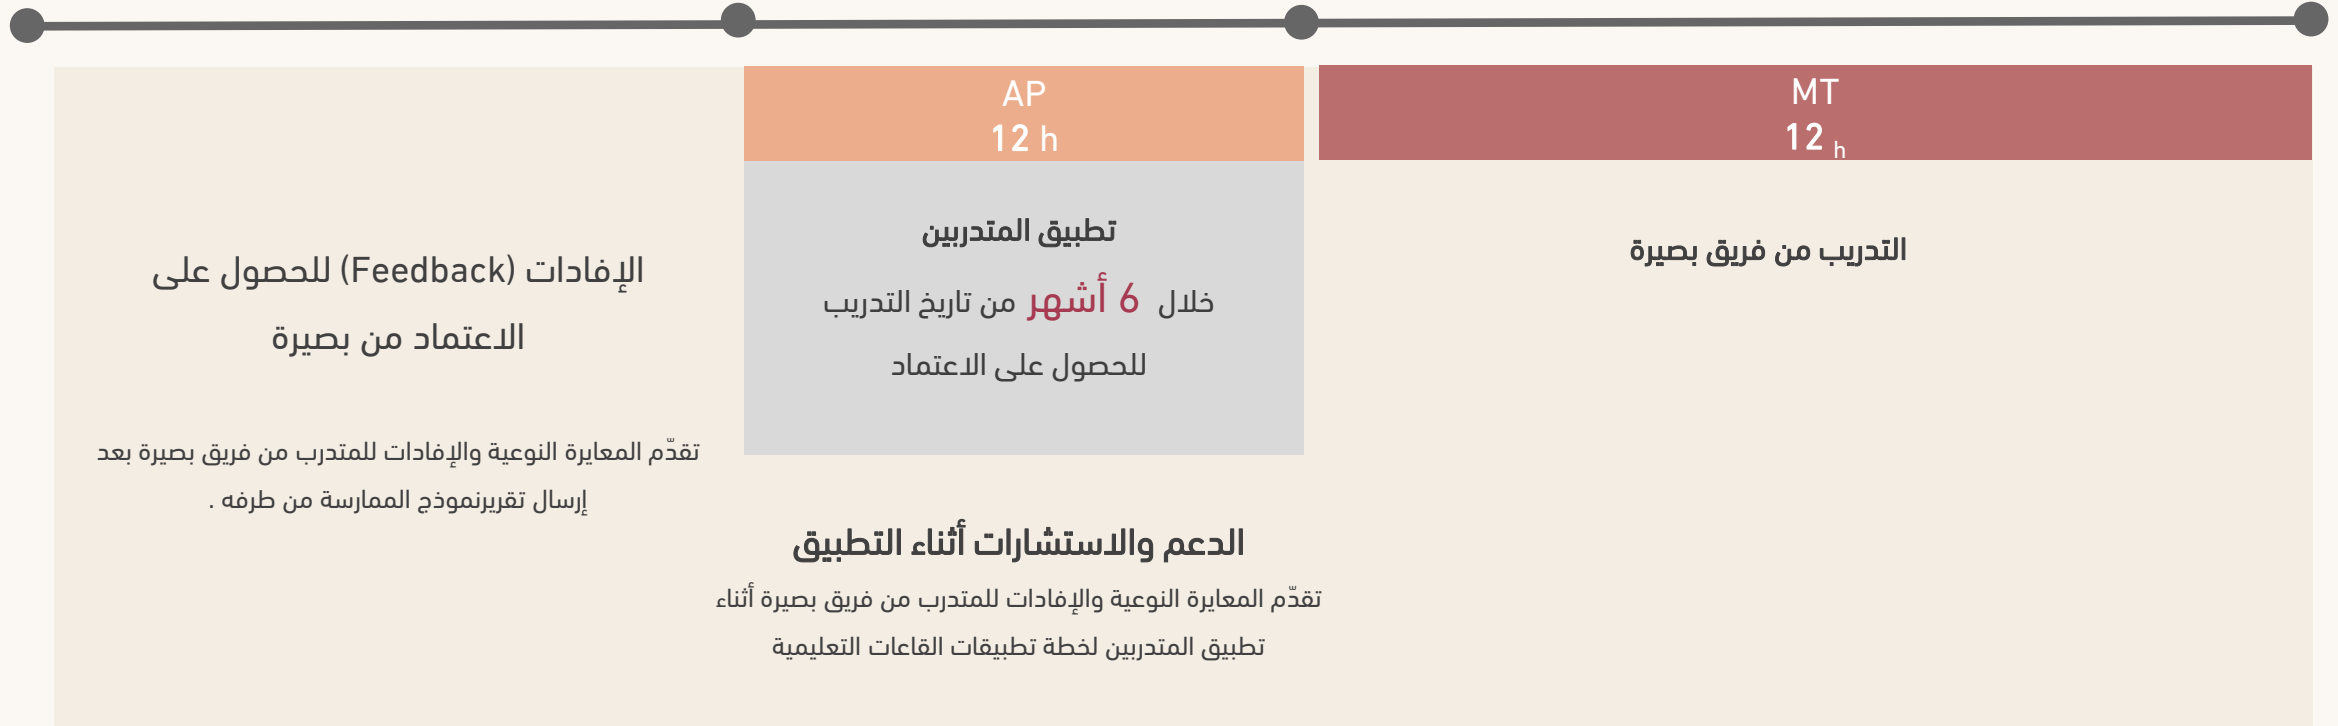 MT
12 h
التدريب من فريق بصيرة
AP
12 h
تطبيق المتدربين
خلال 6 أشهر من تاريخ التدريب
للحصول على الاعتماد
الدعم والاستشارات أثناء التطبيق
تقدّم المعايرة النوعية والإفادات للمتدرب من فريق بصيرة أثناء
تطبيق المتدربين لخطة تطبيقات القاعات التعليمية
الإفادات (Feedback) للحصول على
الاعتماد من بصيرة
تقدّم المعايرة النوعية والإفادات للمتدرب من فريق بصيرة بعد
إرسال تقريرنموذج الممارسة من طرفه .